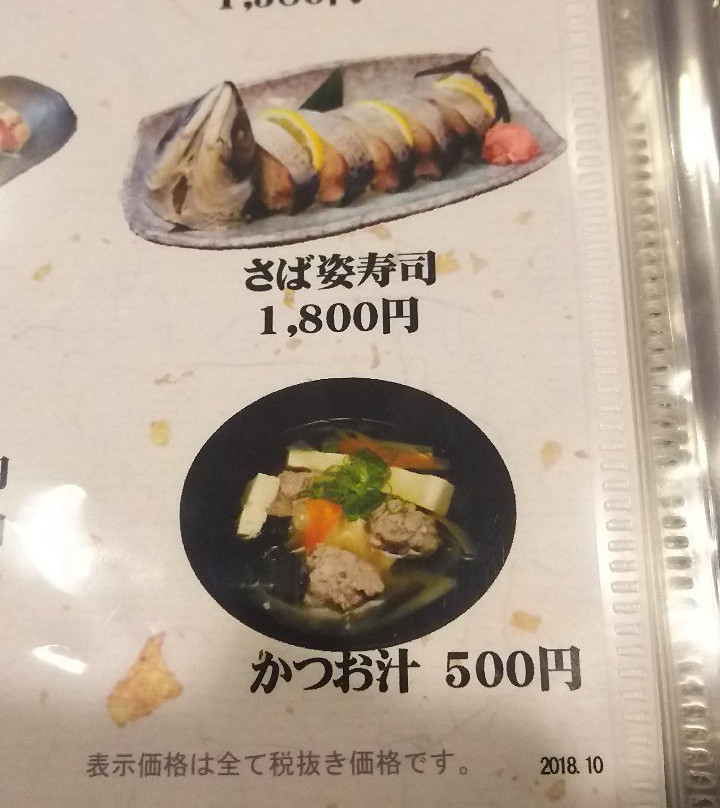 さば姿寿司
1,800円
かつお汁 500円
表示価格は全て税抜き価格です。 2018.10